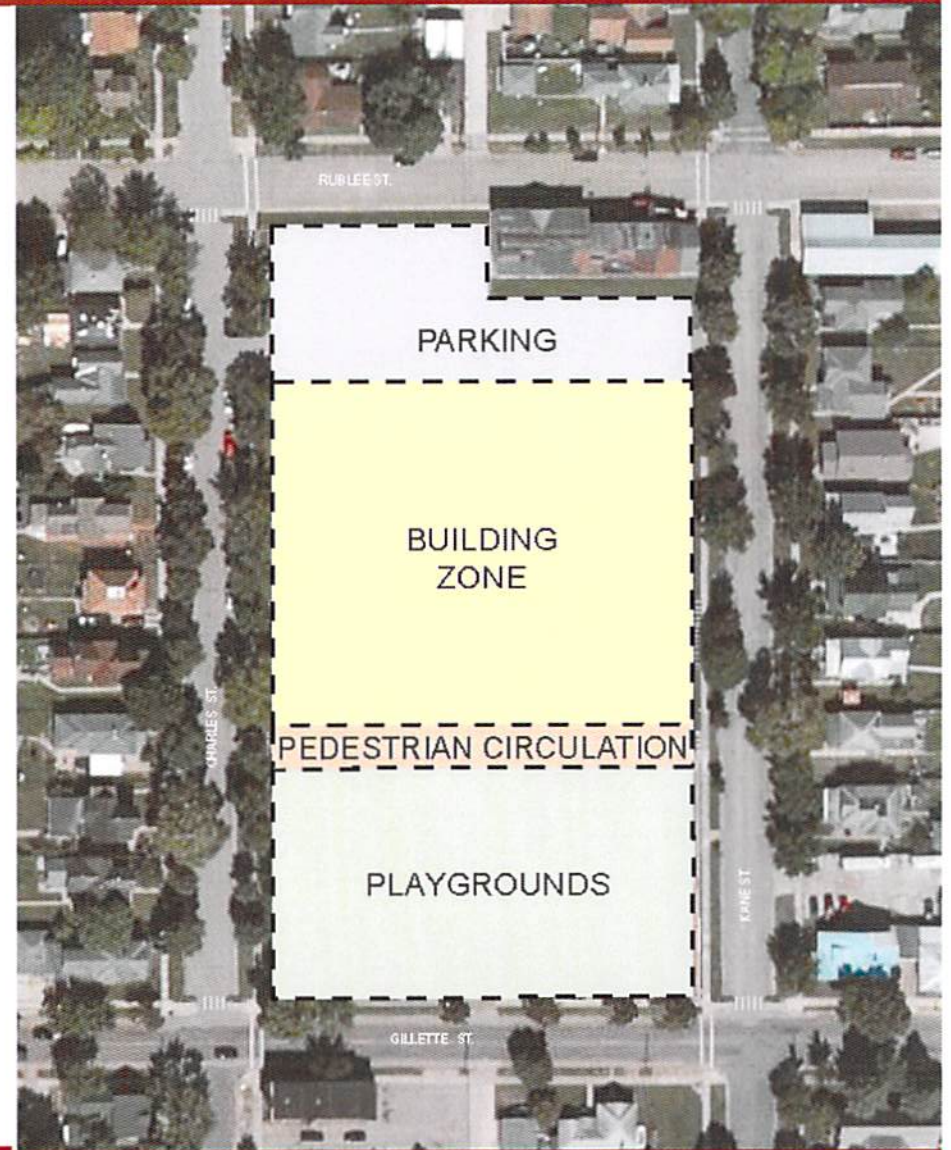 RUBLEE ST.
PARKING
BUILDING
ZONE
CHARLES ST.
PEDESTRIAN CIRCULATION
PLAYGROUNDS
KANE ST.
GILLETTE ST.